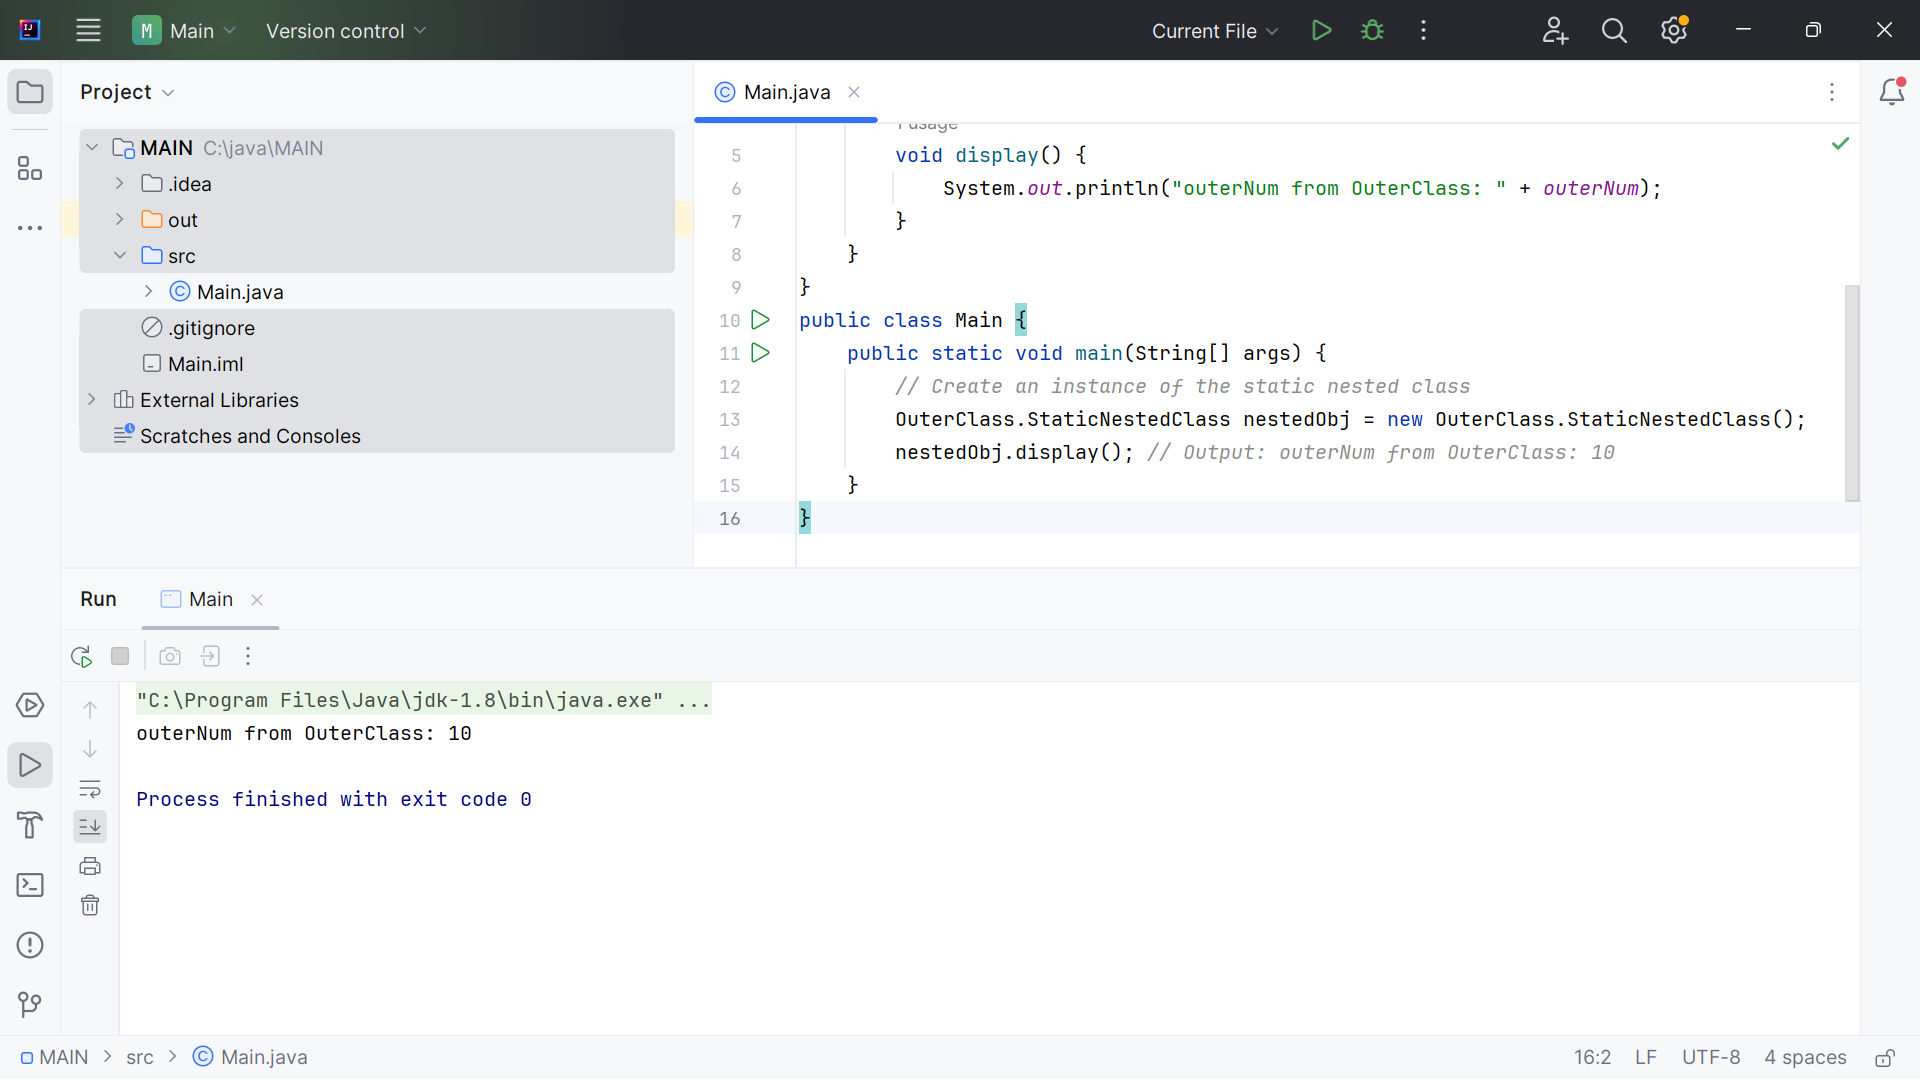 M Main
Version control
Current File
Project
MAIN C:\java\MAIN
.idea
out
src
Main.java
.gitignore
Main.iml
External Libraries
Scratches and Consoles
Main.java
1 usage
5 void display() {
6 System.out.println("outerNum from OuterClass: " + outerNum);
7 }
8 }
9 }
10 public class Main {
11 public static void main(String[] args) {
12 // Create an instance of the static nested class
13 OuterClass.StaticNestedClass nestedObj = new OuterClass.StaticNestedClass();
14 nestedObj.display(); // Output: outerNum from OuterClass: 10
15 }
16 }
Run Main
"C:\Program Files\Java\jdk-1.8\bin\java.exe" ...
outerNum from OuterClass: 10
Process finished with exit code 0
MAIN > src > Main.java
16:2 LF UTF-8 4 spaces